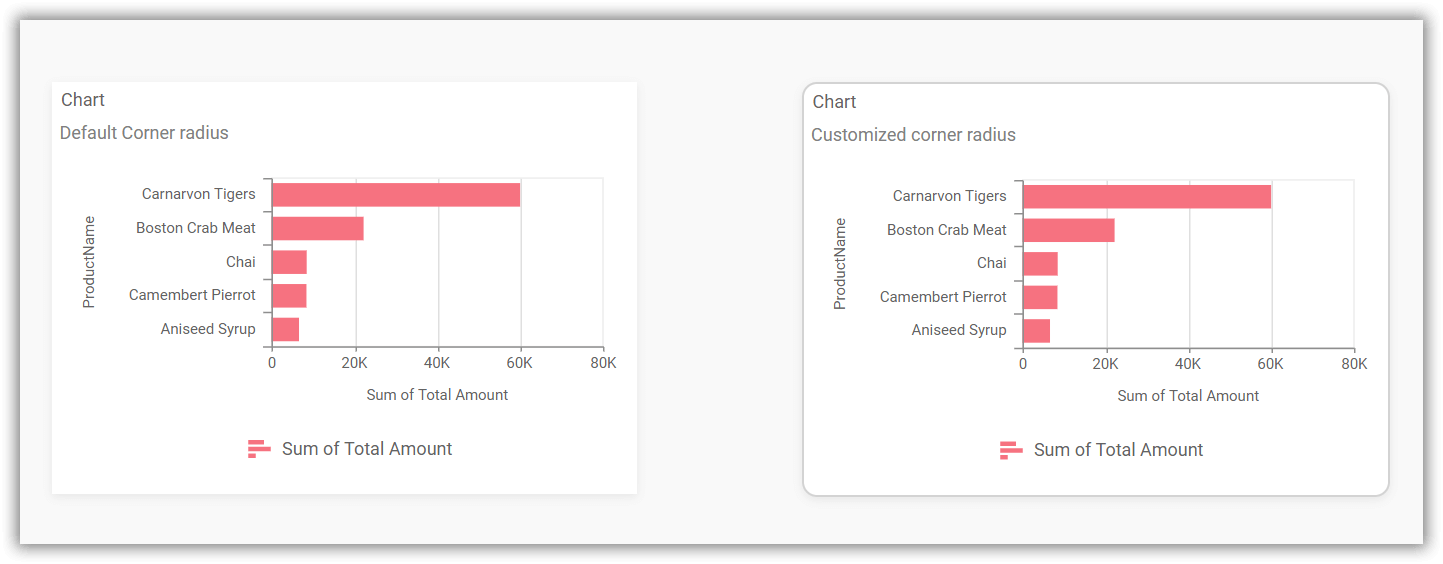 Chart
Default Corner radius
ProductName
Carnarvon Tigers
Boston Crab Meat
Chai
Camembert Pierrot
Aniseed Syrup
0 20K 40K 60K 80K
Sum of Total Amount
Sum of Total Amount
Chart
Customized corner radius
ProductName
Carnarvon Tigers
Boston Crab Meat
Chai
Camembert Pierrot
Aniseed Syrup
0 20K 40K 60K 80K
Sum of Total Amount
Sum of Total Amount